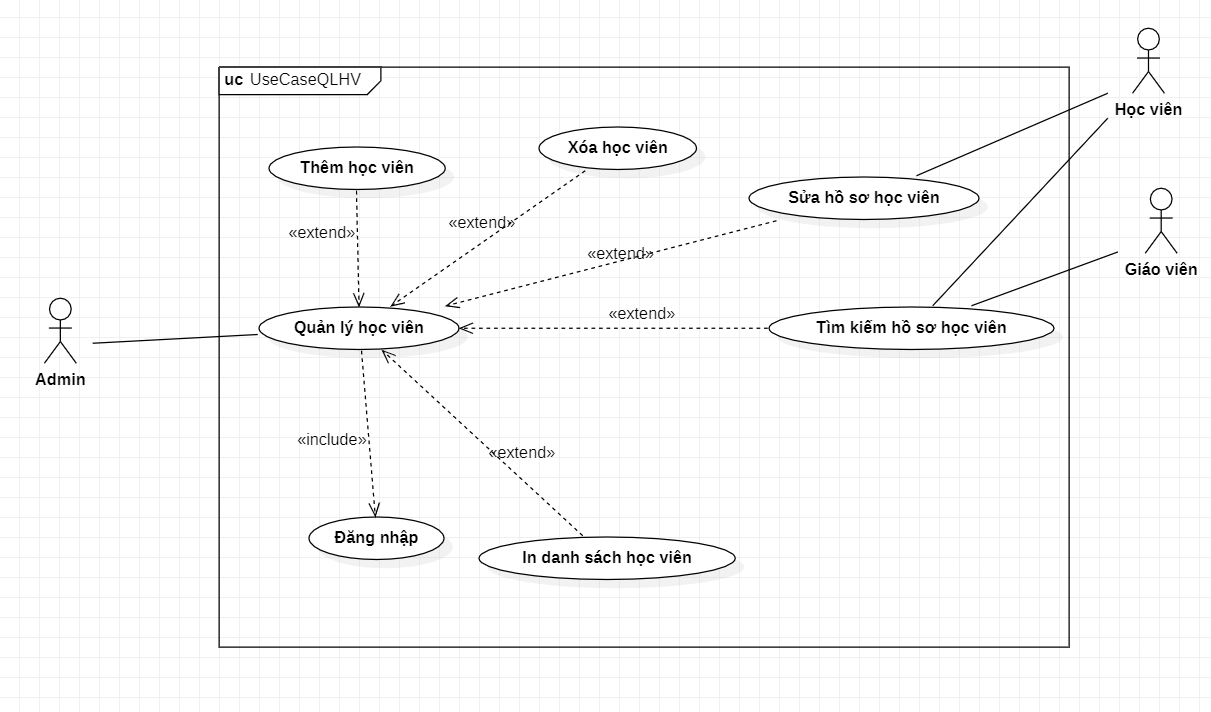 uc UseCaseQLHV
Học viên
Xóa học viên
Thêm học viên
Sửa hồ sơ học viên
«extend»
«extend»
«extend»
Giáo viên
«extend»
Quản lý học viên
Tìm kiếm hồ sơ học viên
Admin
«include»
«extend»
Đăng nhập
In danh sách học viên